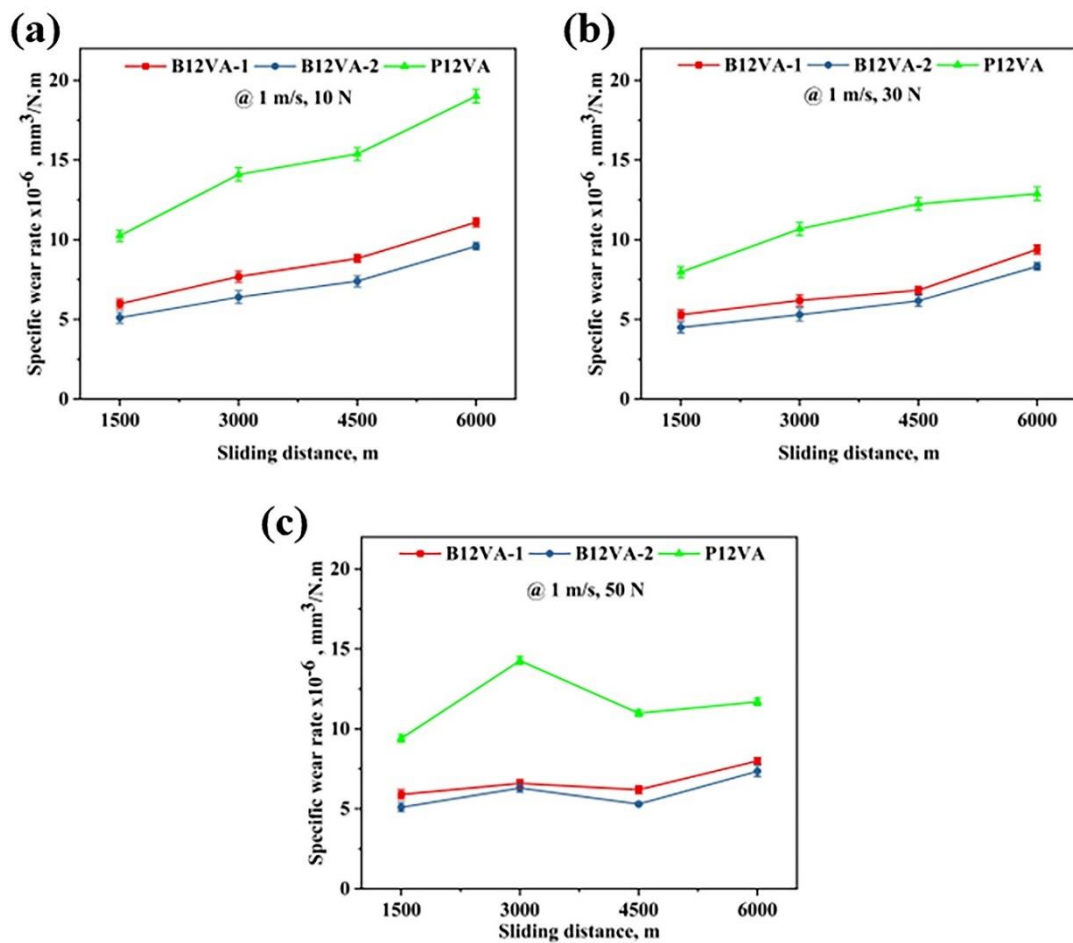 (a)
B12VA-1 B12VA-2 P12VA
@ 1 m/s, 10 N
Specific wear rate x10⁻⁶ , mm³/N.m
20
15
10
5
0
1500 3000 4500 6000
Sliding distance, m
(b)
B12VA-1 B12VA-2 P12VA
@ 1 m/s, 30 N
Specific wear rate x10⁻⁶ , mm³/N.m
20
15
10
5
0
1500 3000 4500 6000
Sliding distance, m
(c)
B12VA-1 B12VA-2 P12VA
@ 1 m/s, 50 N
Specific wear rate x10⁻⁶ , mm³/N.m
20
15
10
5
0
1500 3000 4500 6000
Sliding distance, m